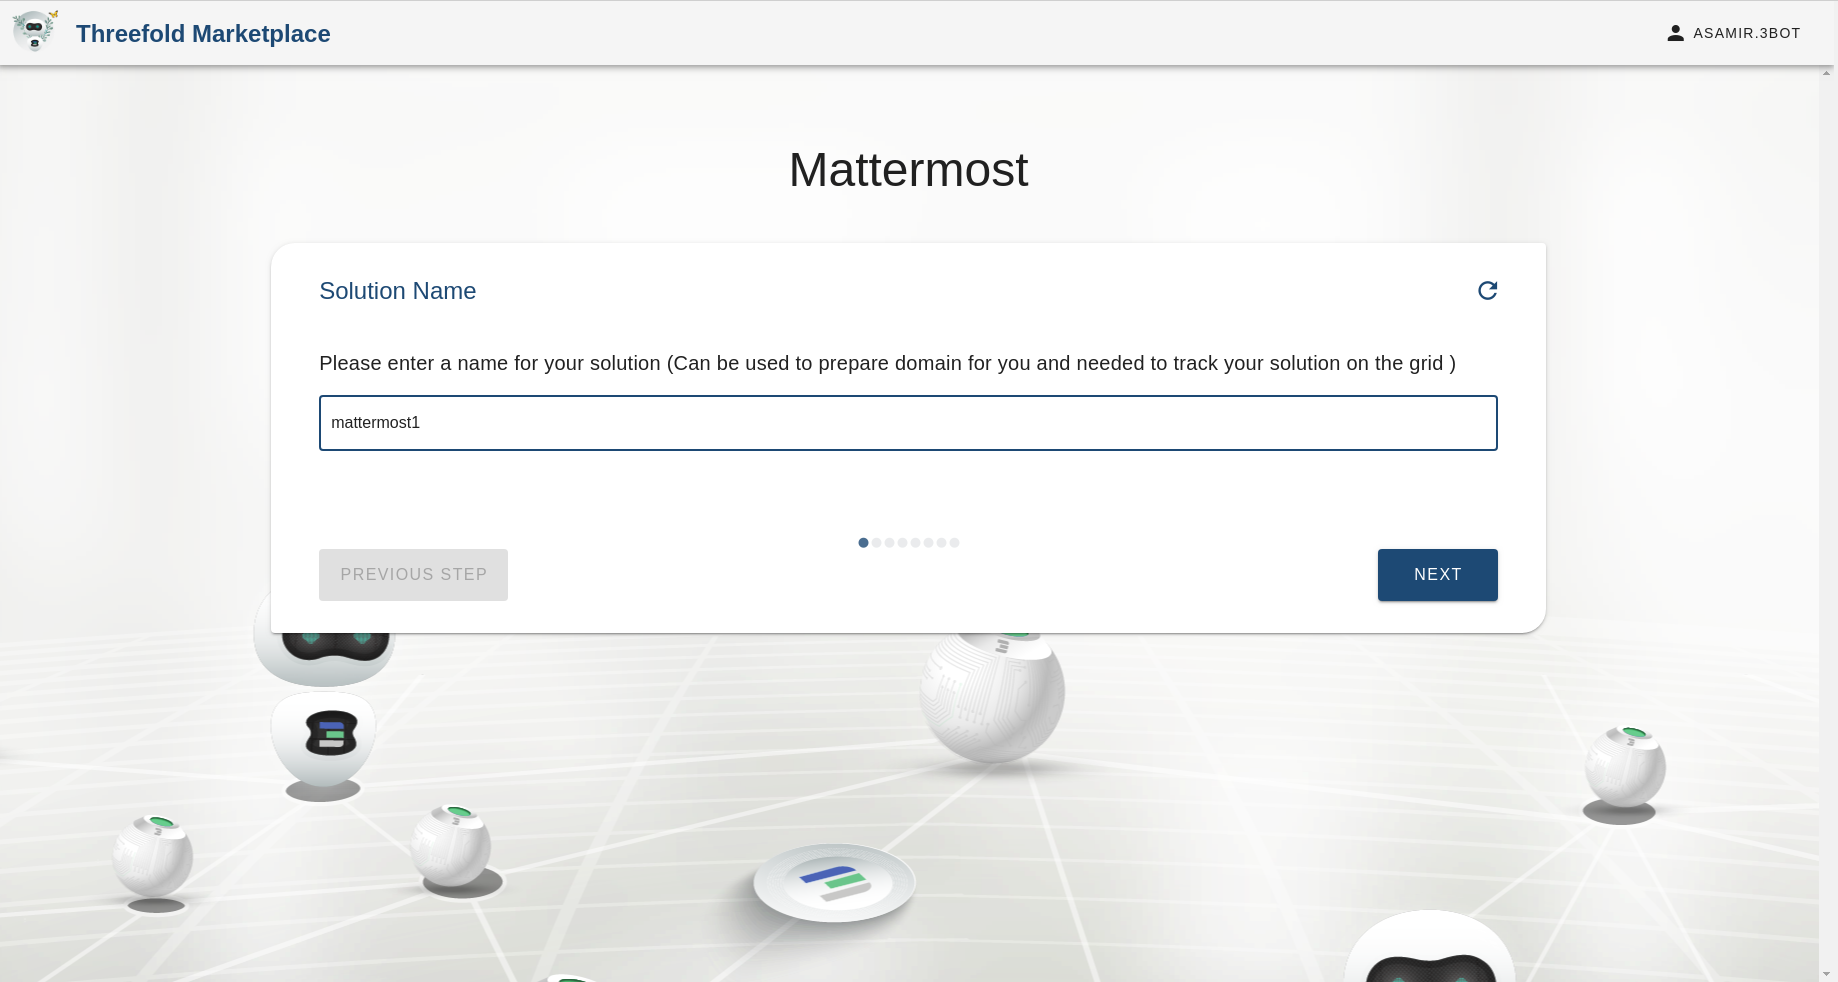 Threefold Marketplace
ASAMIR.3BOT
Mattermost
Solution Name
Please enter a name for your solution (Can be used to prepare domain for you and needed to track your solution on the grid )
mattermost1
PREVIOUS STEP
NEXT